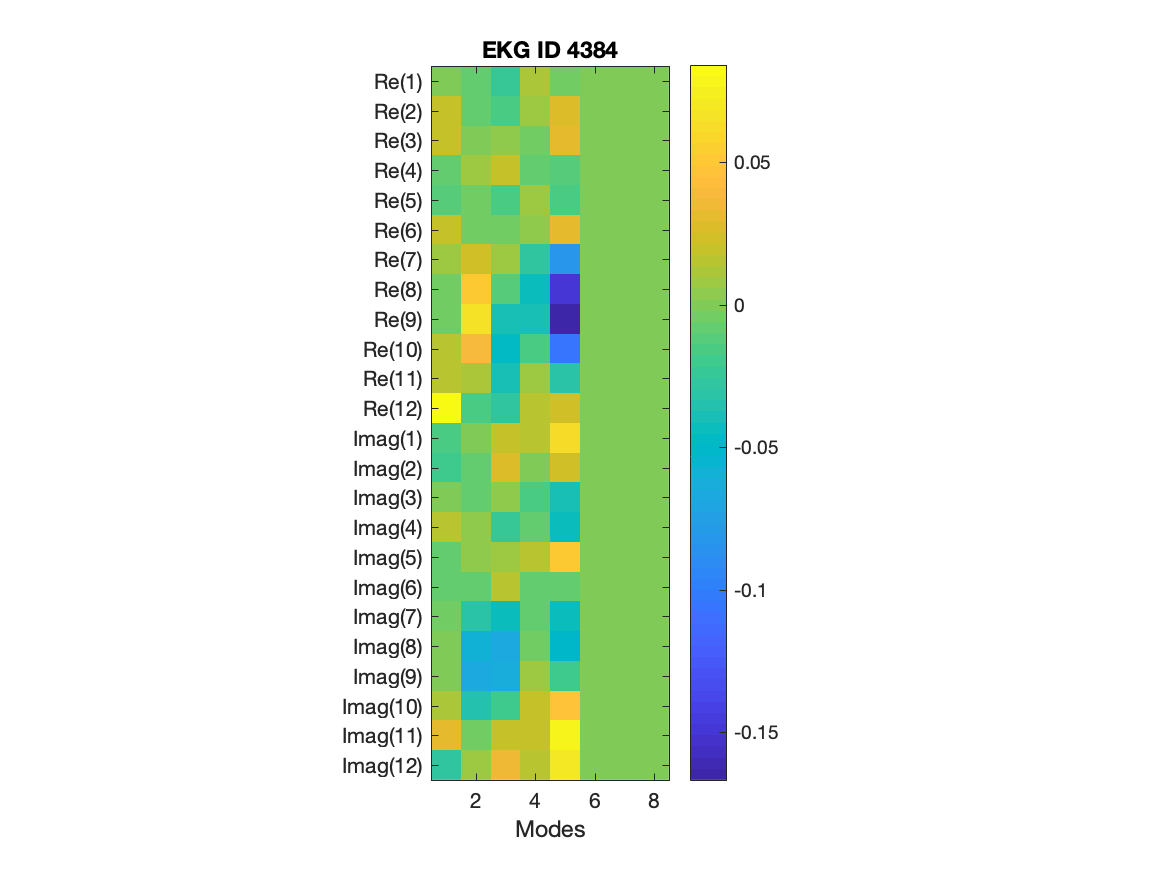 EKG ID 4384
Re(1)
Re(2)
Re(3)
Re(4)
Re(5)
Re(6)
Re(7)
Re(8)
Re(9)
Re(10)
Re(11)
Re(12)
Imag(1)
Imag(2)
Imag(3)
Imag(4)
Imag(5)
Imag(6)
Imag(7)
Imag(8)
Imag(9)
Imag(10)
Imag(11)
Imag(12)
2 4 6 8
Modes
0.05
0
-0.05
-0.1
-0.15